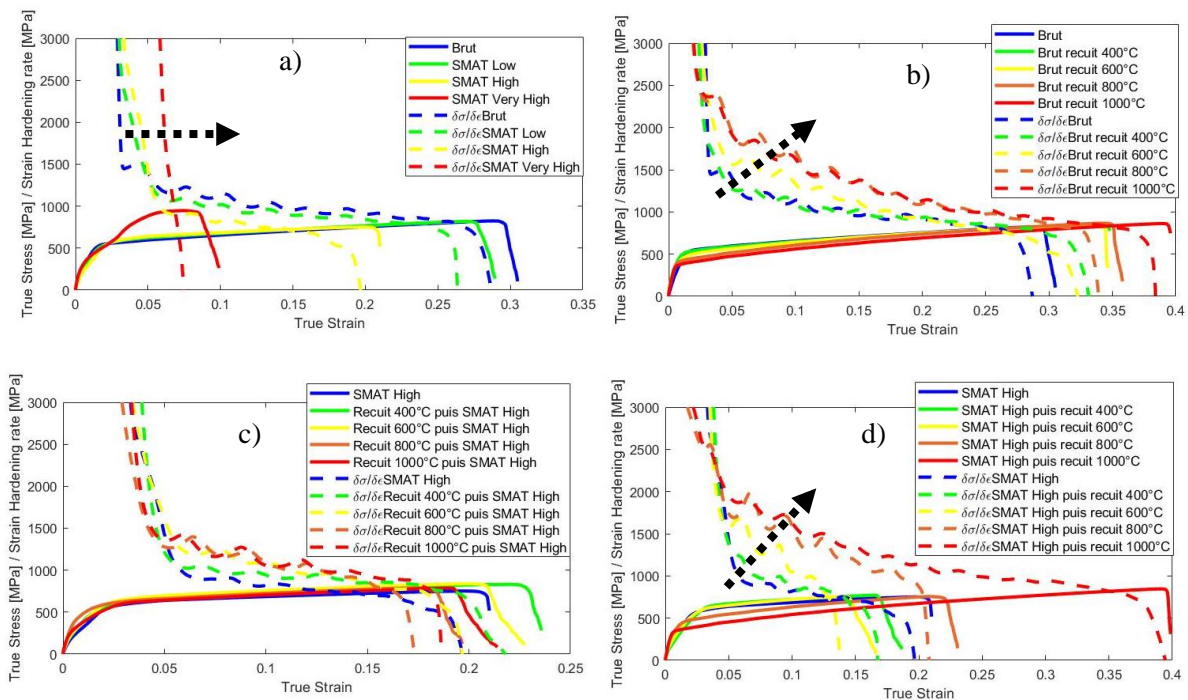 a)
True Stress [MPa] / Strain Hardening rate [MPa]
3000
2500
2000
1500
1000
500
0
Brut
SMAT Low
SMAT High
SMAT Very High
δσ/δεBrut
δσ/δεSMAT Low
δσ/δεSMAT High
δσ/δεSMAT Very High
0 0.05 0.1 0.15 0.2 0.25 0.3 0.35
True Strain
b)
True Stress [MPa] / Strain Hardening rate [MPa]
3000
2500
2000
1500
1000
500
0
Brut
Brut recuit 400°C
Brut recuit 600°C
Brut recuit 800°C
Brut recuit 1000°C
δσ/δεBrut
δσ/δεBrut recuit 400°C
δσ/δεBrut recuit 600°C
δσ/δεBrut recuit 800°C
δσ/δεBrut recuit 1000°C
0 0.05 0.1 0.15 0.2 0.25 0.3 0.35 0.4
True Strain
c)
True Stress [MPa] / Strain Hardening rate [MPa]
3000
2500
2000
1500
1000
500
0
SMAT High
Recuit 400°C puis SMAT High
Recuit 600°C puis SMAT High
Recuit 800°C puis SMAT High
Recuit 1000°C puis SMAT High
δσ/δεSMAT High
δσ/δεRecuit 400°C puis SMAT High
δσ/δεRecuit 600°C puis SMAT High
δσ/δεRecuit 800°C puis SMAT High
δσ/δεRecuit 1000°C puis SMAT High
0 0.05 0.1 0.15 0.2 0.25
True Strain
d)
True Stress [MPa] / Strain Hardening rate [MPa]
3000
2500
2000
1500
1000
500
0
SMAT High
SMAT High puis recuit 400°C
SMAT High puis recuit 600°C
SMAT High puis recuit 800°C
SMAT High puis recuit 1000°C
δσ/δεSMAT High
δσ/δεSMAT High puis recuit 400°C
δσ/δεSMAT High puis recuit 600°C
δσ/δεSMAT High puis recuit 800°C
δσ/δεSMAT High puis recuit 1000°C
0 0.05 0.1 0.15 0.2 0.25 0.3 0.35 0.4
True Strain